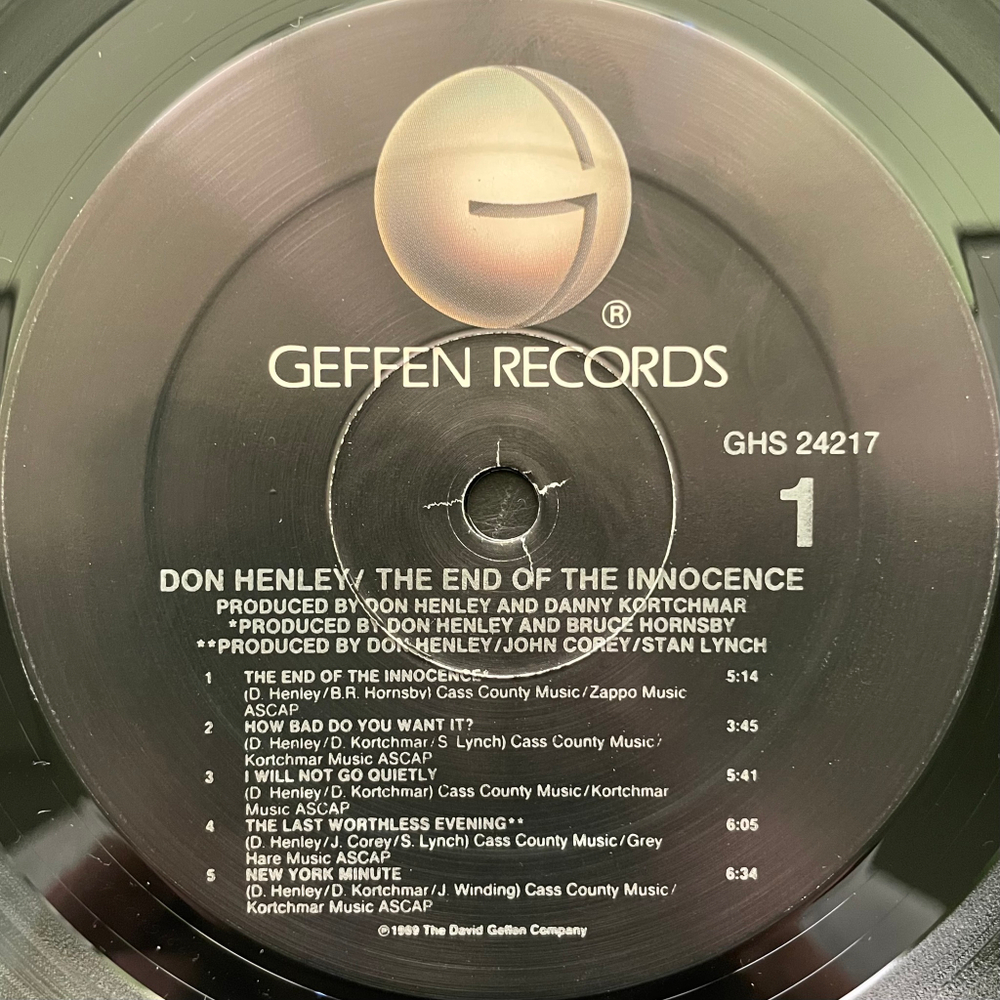 ®
GEFFEN RECORDS
GHS 24217
1
DON HENLEY/ THE END OF THE INNOCENCE
PRODUCED BY DON HENLEY AND DANNY KORTCHMAR
*PRODUCED BY DON HENLEY AND BRUCE HORNSBY
**PRODUCED BY DON HENLEY/JOHN COREY/STAN LYNCH
1 THE END OF THE INNOCENCE* 5:14
(D. Henley/B.R. Hornsby) Cass County Music/Zappo Music
ASCAP
2 HOW BAD DO YOU WANT IT? 3:45
(D. Henley/D. Kortchmar/S. Lynch) Cass County Music/
Kortchmar Music ASCAP
3 I WILL NOT GO QUIETLY 5:41
(D. Henley/D. Kortchmar) Cass County Music/Kortchmar
Music ASCAP
4 THE LAST WORTHLESS EVENING** 6:05
(D. Henley/J. Corey/S. Lynch) Cass County Music/Grey
Hare Music ASCAP
5 NEW YORK MINUTE 6:34
(D. Henley/D. Kortchmar/J. Winding) Cass County Music/
Kortchmar Music ASCAP
℗1989 The David Geffen Company